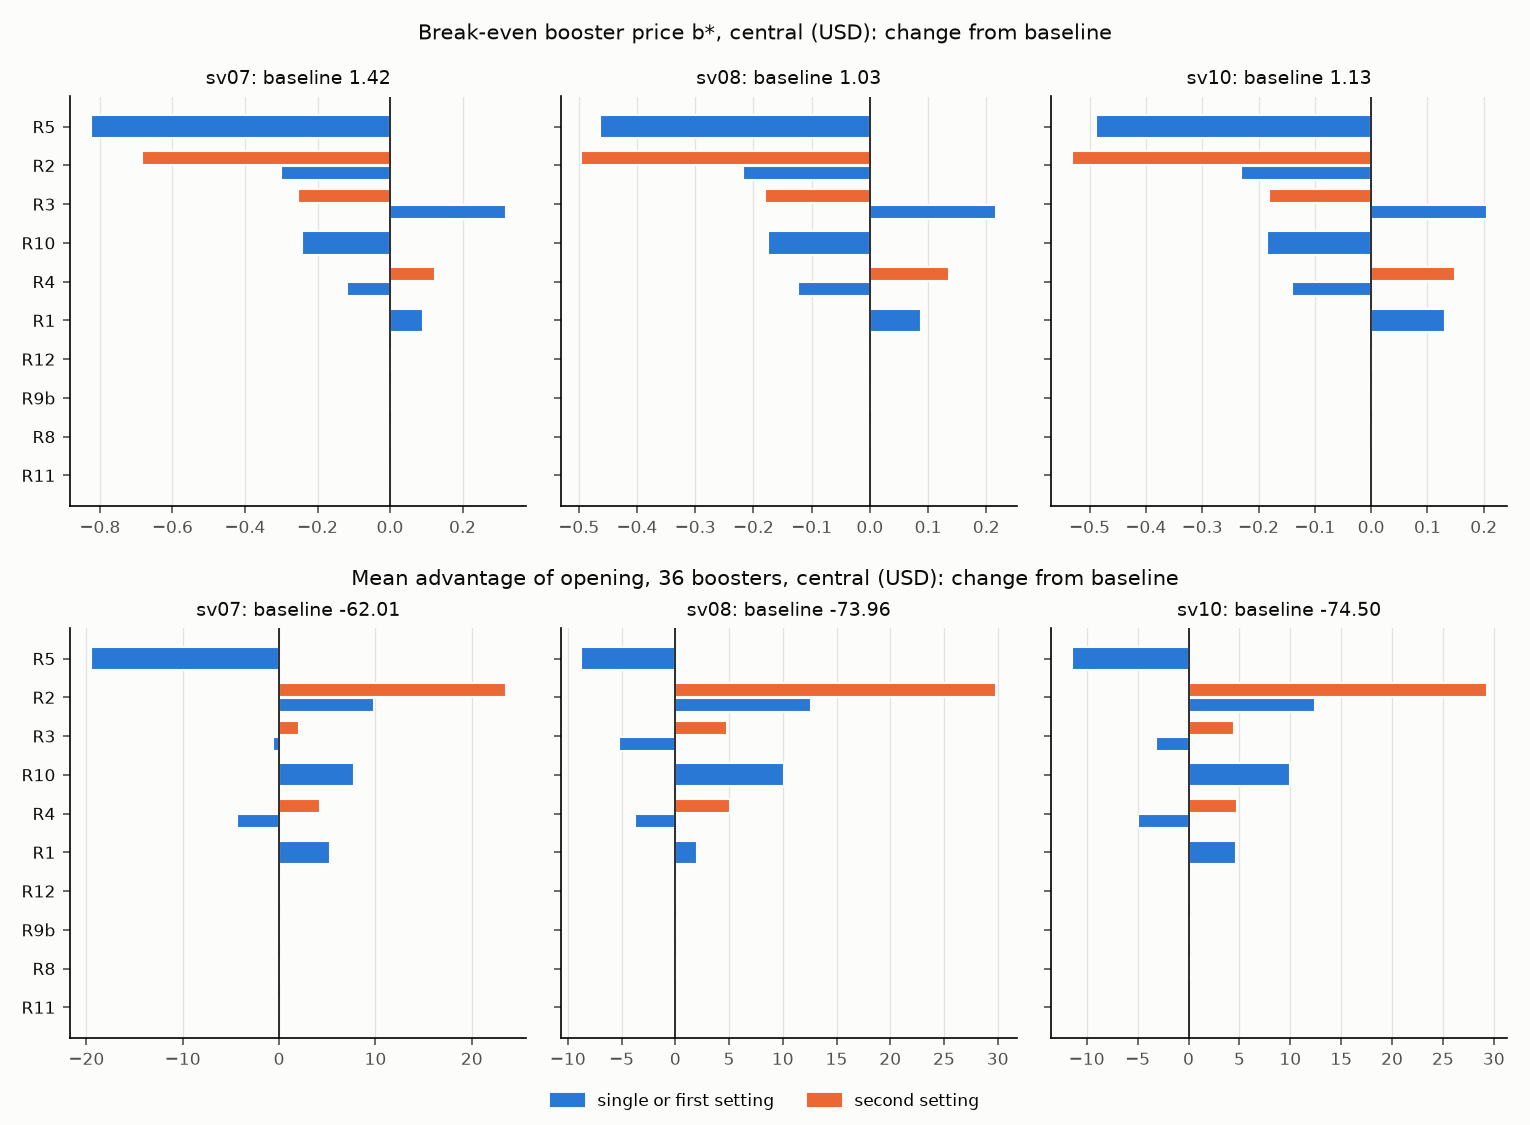 Break-even booster price b*, central (USD): change from baseline
sv07: baseline 1.42
sv08: baseline 1.03
sv10: baseline 1.13
R5
R2
R3
R10
R4
R1
R12
R9b
R8
R11
−0.8 −0.6 −0.4 −0.2 0.0 0.2
−0.5 −0.4 −0.3 −0.2 −0.1 0.0 0.1 0.2
−0.5 −0.4 −0.3 −0.2 −0.1 0.0 0.1 0.2
Mean advantage of opening, 36 boosters, central (USD): change from baseline
sv07: baseline -62.01
sv08: baseline -73.96
sv10: baseline -74.50
R5
R2
R3
R10
R4
R1
R12
R9b
R8
R11
−20 −10 0 10 20
−10 −5 0 5 10 15 20 25 30
−10 −5 0 5 10 15 20 25 30
single or first setting
second setting